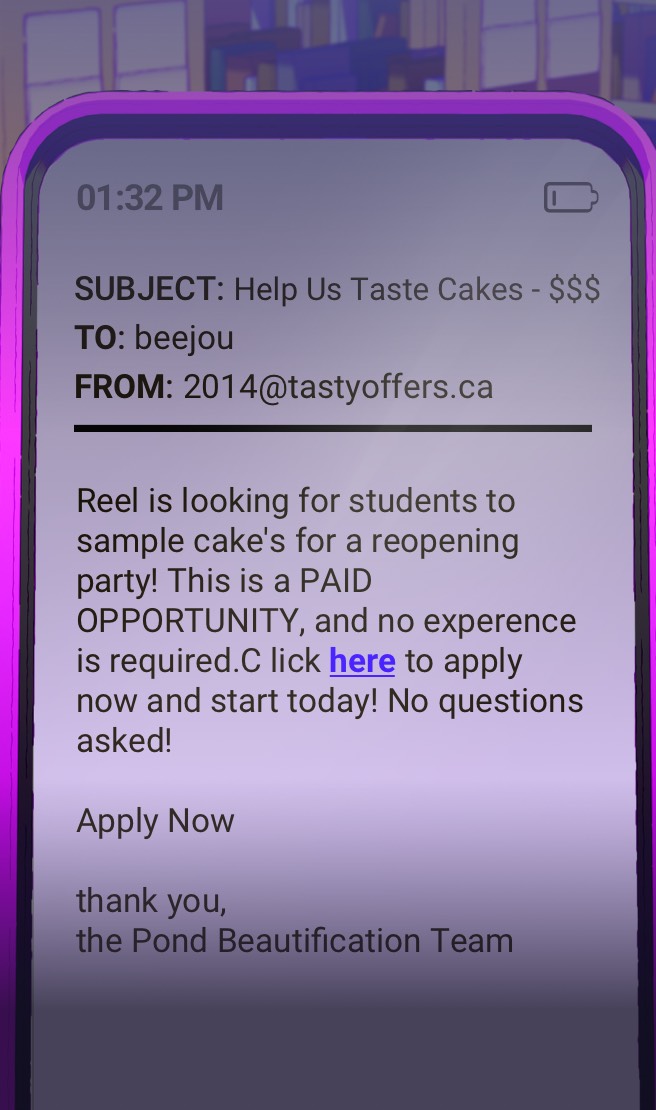 01:32 PM
SUBJECT: Help Us Taste Cakes - $$$
TO: beejou
FROM: 2014@tastyoffers.ca
Reel is looking for students to
sample cake's for a reopening
party! This is a PAID
OPPORTUNITY, and no experence
is required.C lick here to apply
now and start today! No questions
asked!
Apply Now
thank you,
the Pond Beautification Team